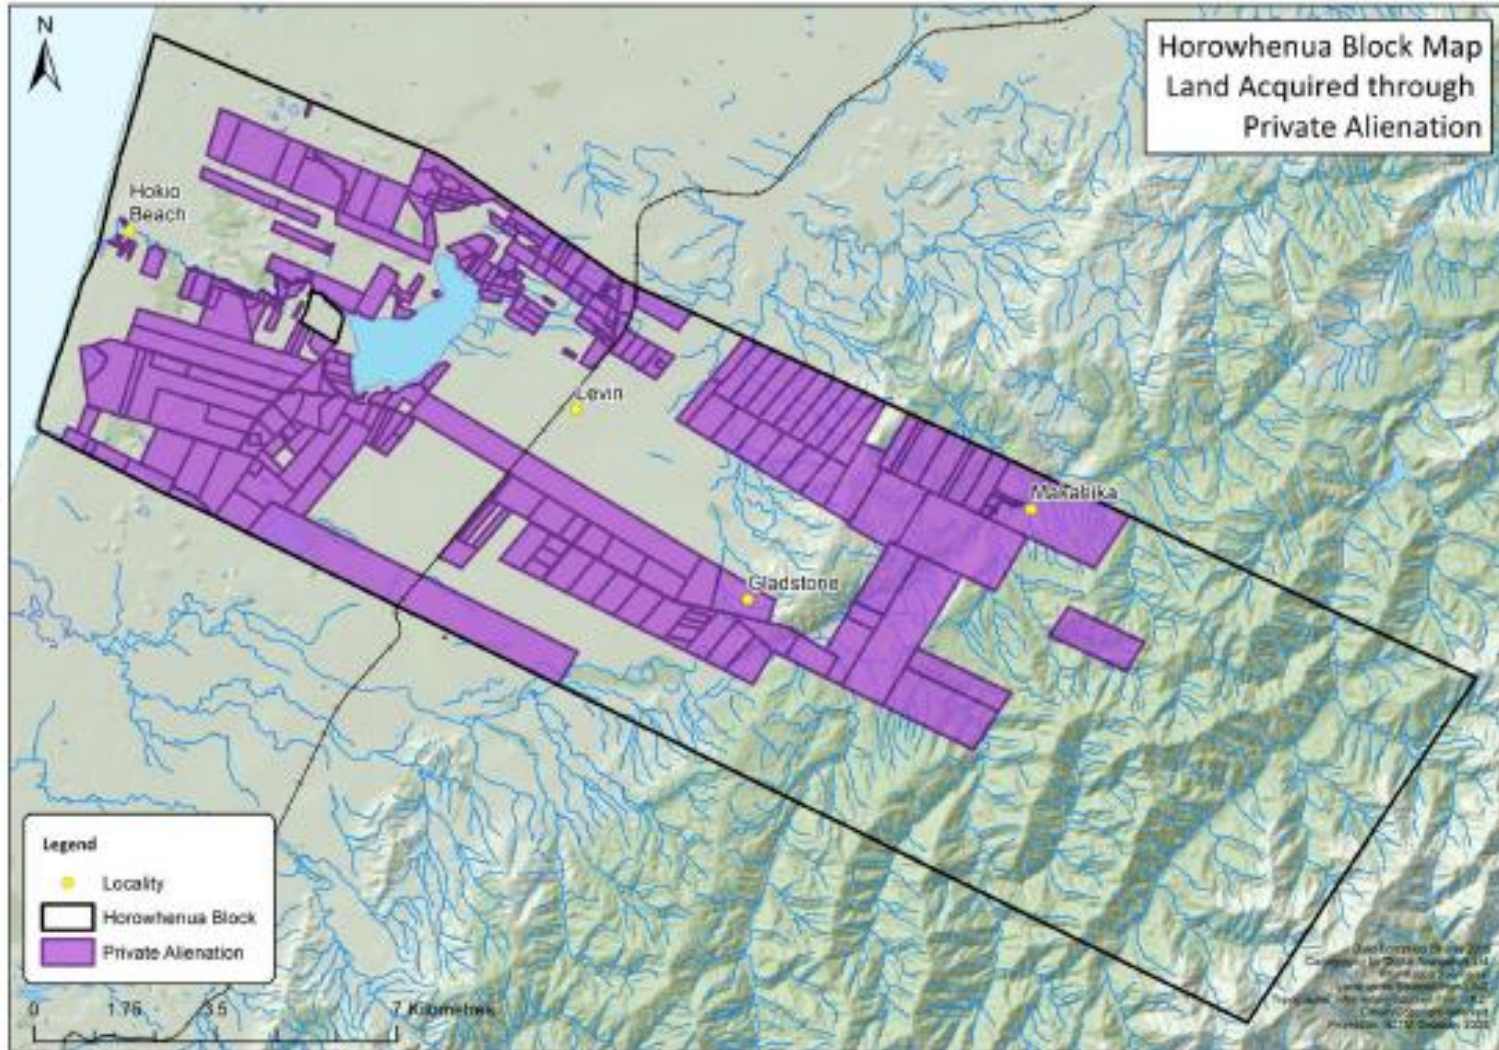 N
Horowhenua Block Map
Land Acquired through
Private Alienation
Hokio
Beach
Levin
Makahika
Gladstone
Legend
Locality
Horowhenua Block
Private Alienation
0 1.75 3.5 7 Kilometres